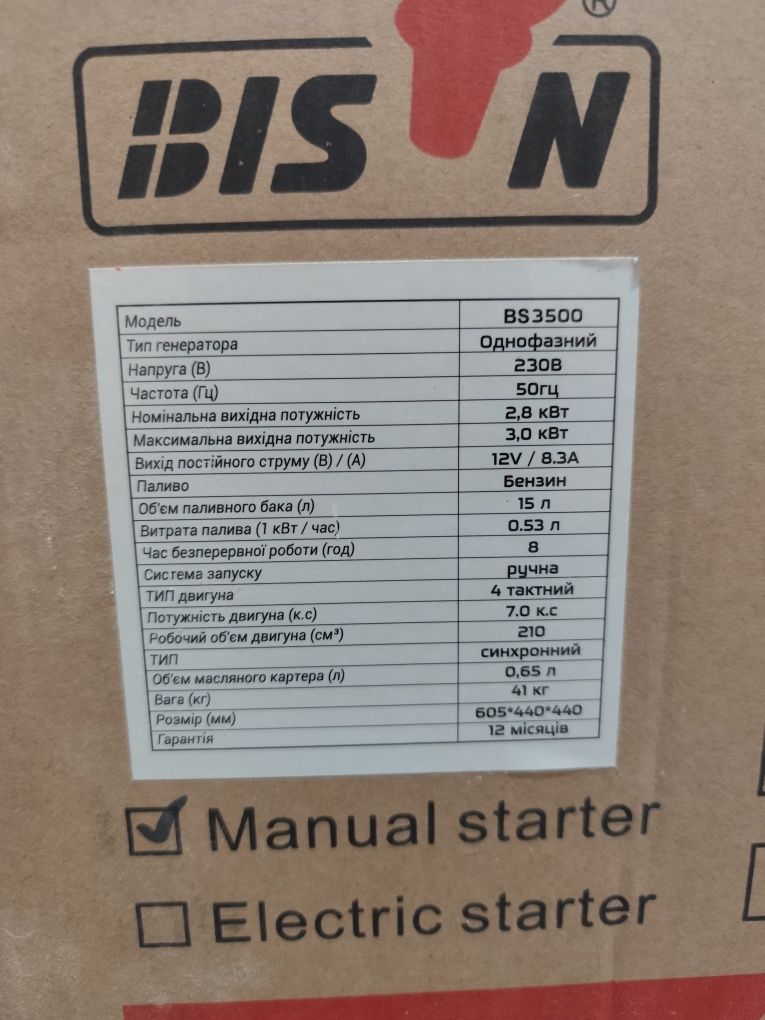 ®
BISON
Модель BS3500
Тип генератора Однофазний
Напруга (В) 230В
Частота (Гц) 50гц
Номінальна вихідна потужність 2,8 кВт
Максимальна вихідна потужність 3,0 кВт
Вихід постійного струму (В) / (А) 12V / 8.3A
Паливо Бензин
Об'єм паливного бака (л) 15 л
Витрата палива (1 кВт / час) 0.53 л
Час безперервної роботи (год) 8
Система запуску ручна
ТИП двигуна 4 тактний
Потужність двигуна (к.с) 7.0 к.с
Робочий об'єм двигуна (см³) 210
ТИП синхронний
Об'єм масляного картера (л) 0,65 л
Вага (кг) 41 кг
Розмір (мм) 605*440*440
Гарантія 12 місяців
Manual starter
Electric starter